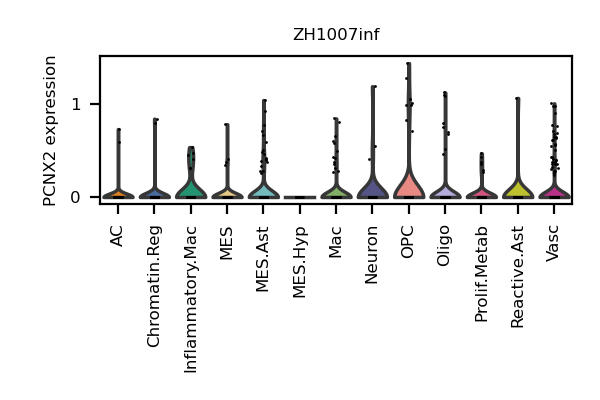 ZH1007inf
PCNX2 expression
1
0
AC
Chromatin.Reg
Inflammatory.Mac
MES
MES.Ast
MES.Hyp
Mac
Neuron
OPC
Oligo
Prolif.Metab
Reactive.Ast
Vasc